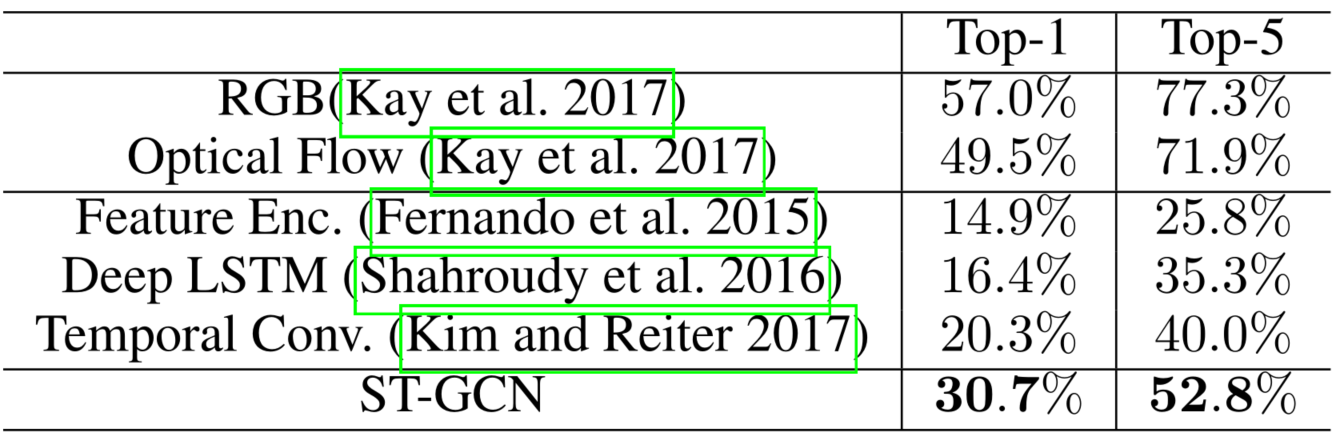 Top-1 Top-5
RGB(Kay et al. 2017) 57.0% 77.3%
Optical Flow (Kay et al. 2017) 49.5% 71.9%
Feature Enc. (Fernando et al. 2015) 14.9% 25.8%
Deep LSTM (Shahroudy et al. 2016) 16.4% 35.3%
Temporal Conv. (Kim and Reiter 2017) 20.3% 40.0%
ST-GCN 30.7% 52.8%